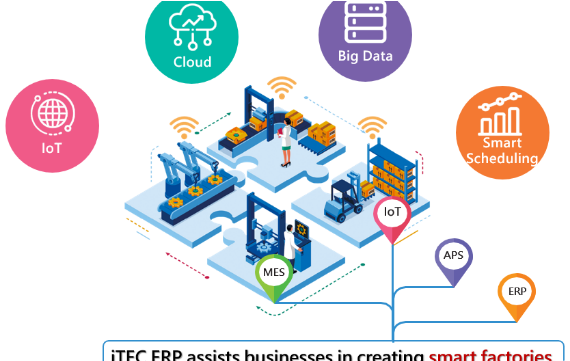 Cloud
Big Data
IoT
Smart
Scheduling
IoT
APS
MES
ERP
iTEC ERP assists businesses in creating smart factories